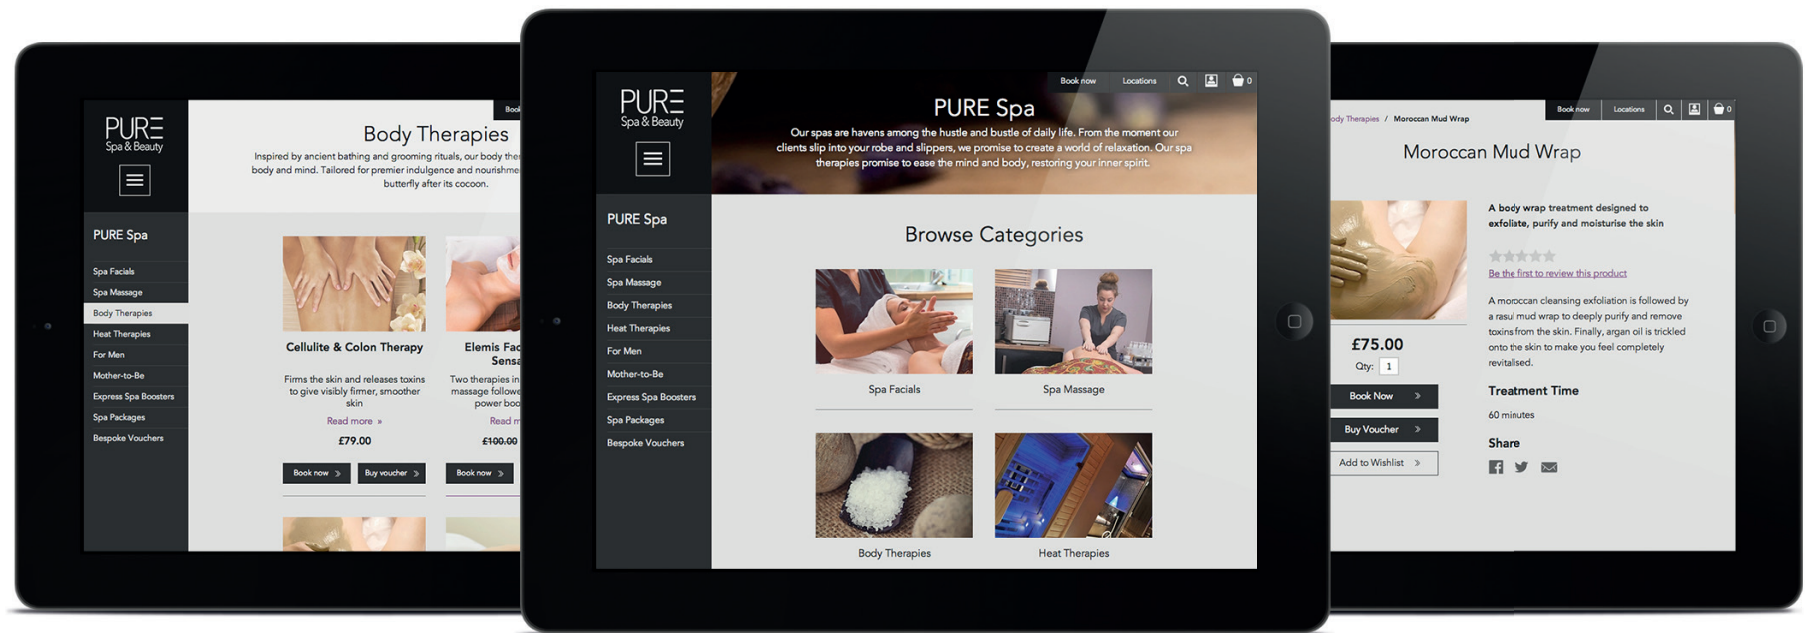 PURE
Spa & Beauty
PURE Spa
Spa Facials
Spa Massage
Body Therapies
Heat Therapies
For Men
Mother-to-Be
Express Spa Boosters
Spa Packages
Bespoke Vouchers
Body Therapies
Inspired by ancient bathing and grooming rituals, our body
body and mind. Tailored for premier indulgence and
butterfly after its cocoon.
Cellulite & Colon Therapy
Firms the skin and releases toxins
to give visibly firmer, smoother
skin
Read more »
£79.00
Book now »
Buy voucher »
Elemis
Two therapies in
massage
power
Read
£100.00
Book now »
PURE
Spa & Beauty
PURE Spa
Spa Facials
Spa Massage
Body Therapies
Heat Therapies
For Men
Mother-to-Be
Express Spa Boosters
Spa Packages
Bespoke Vouchers
Book now
Locations
0
PURE Spa
Our spas are havens among the hustle and bustle of daily life. From the moment our
clients slip into your robe and slippers, we promise to create a world of relaxation. Our spa
therapies promise to ease the mind and body, restoring your inner spirit.
Browse Categories
Spa Facials
Spa Massage
Body Therapies
Heat Therapies
Book now
Locations
0
Therapies / Moroccan Mud Wrap
Moroccan Mud Wrap
£75.00
Qty: 1
Book Now »
Buy Voucher »
Add to Wishlist »
A body wrap treatment designed to
exfoliate, purify and moisturise the skin
Be the first to review this product
A moroccan cleansing exfoliation is followed by
a rasul mud wrap to deeply purify and remove
toxins from the skin. Finally, argan oil is trickled
onto the skin to make you feel completely
revitalised.
Treatment Time
60 minutes
Share